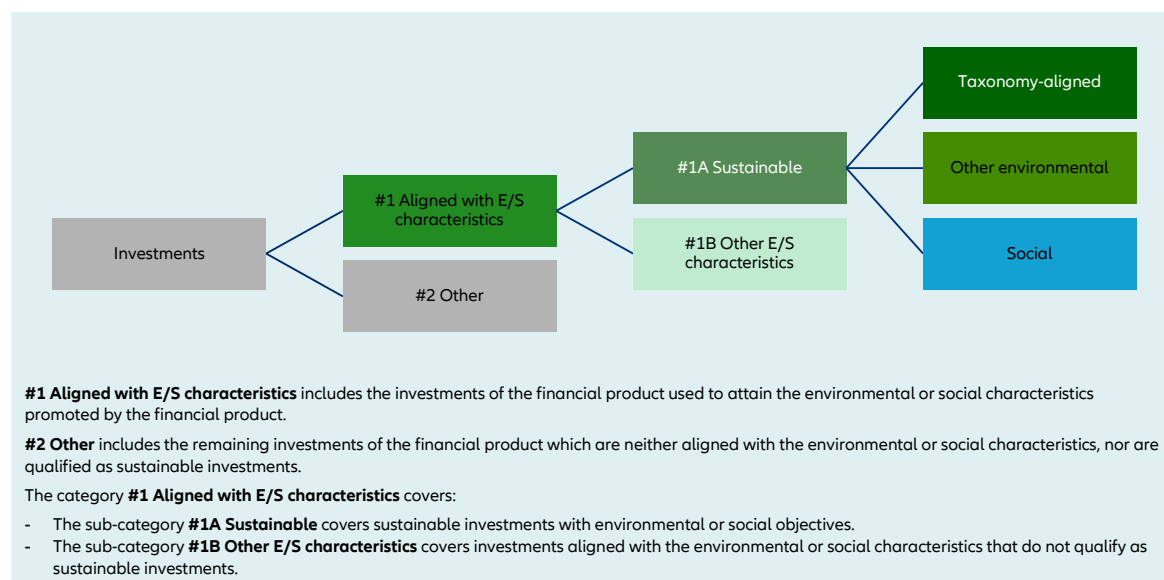 Taxonomy-aligned
#1A Sustainable
Other environmental
#1 Aligned with E/S
characteristics
#1B Other E/S
characteristics
Investments
Social
#2 Other
#1 Aligned with E/S characteristics includes the investments of the financial product used to attain the environmental or social characteristics
promoted by the financial product.
#2 Other includes the remaining investments of the financial product which are neither aligned with the environmental or social characteristics, nor are
qualified as sustainable investments.
The category #1 Aligned with E/S characteristics covers:
- The sub-category #1A Sustainable covers sustainable investments with environmental or social objectives.
- The sub-category #1B Other E/S characteristics covers investments aligned with the environmental or social characteristics that do not qualify as
sustainable investments.